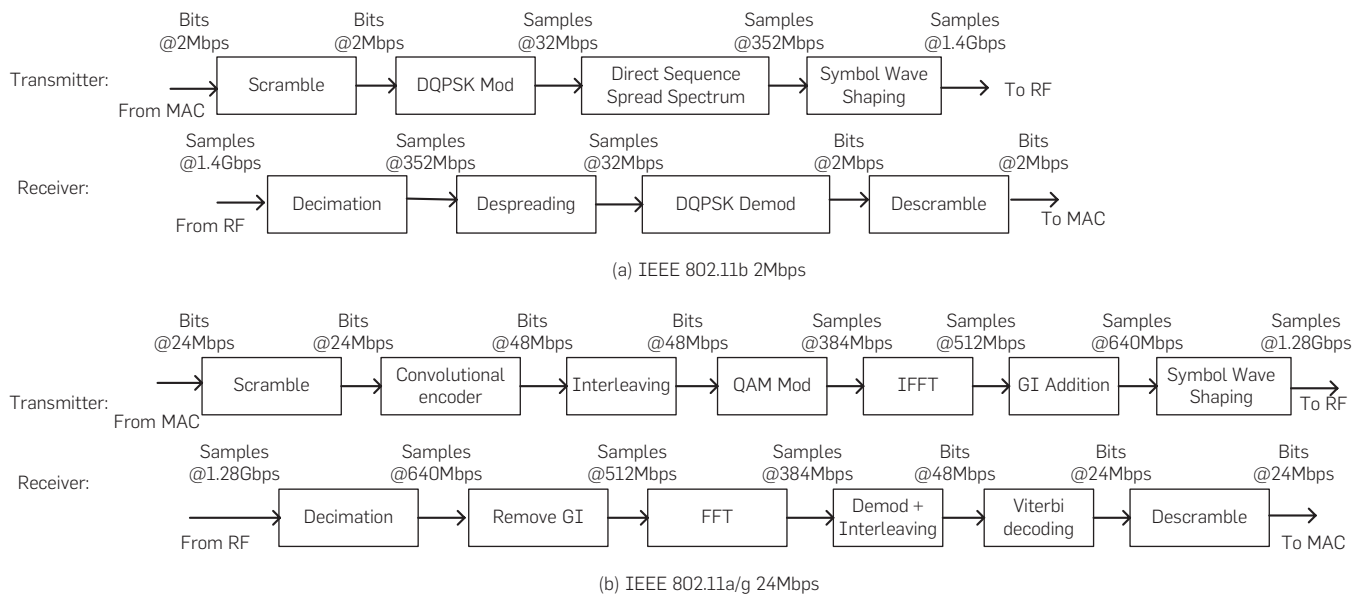 Bits Bits Samples Samples Samples
@2Mbps @2Mbps @32Mbps @352Mbps @1.4Gbps
Transmitter:
Scramble DQPSK Mod Direct Sequence Symbol Wave
Spread Spectrum Shaping
From MAC To RF
Samples Samples Samples Bits Bits
@1.4Gbps @352Mbps @32Mbps @2Mbps @2Mbps
Receiver:
Decimation Despreading DQPSK Demod Descramble
From RF To MAC
(a) IEEE 802.11b 2Mbps
Bits Bits Bits Bits Samples Samples Samples Samples
@24Mbps @24Mbps @48Mbps @48Mbps @384Mbps @512Mbps @640Mbps @1.28Gbps
Transmitter:
Scramble Convolutional Interleaving QAM Mod IFFT GI Addition Symbol Wave
encoder Shaping
From MAC To RF
Samples Samples Samples Samples Bits Bits Bits
@1.28Gbps @640Mbps @512Mbps @384Mbps @48Mbps @24Mbps @24Mbps
Receiver:
Decimation Remove GI FFT Demod + Viterbi Descramble
Interleaving decoding
From RF To MAC
(b) IEEE 802.11a/g 24Mbps